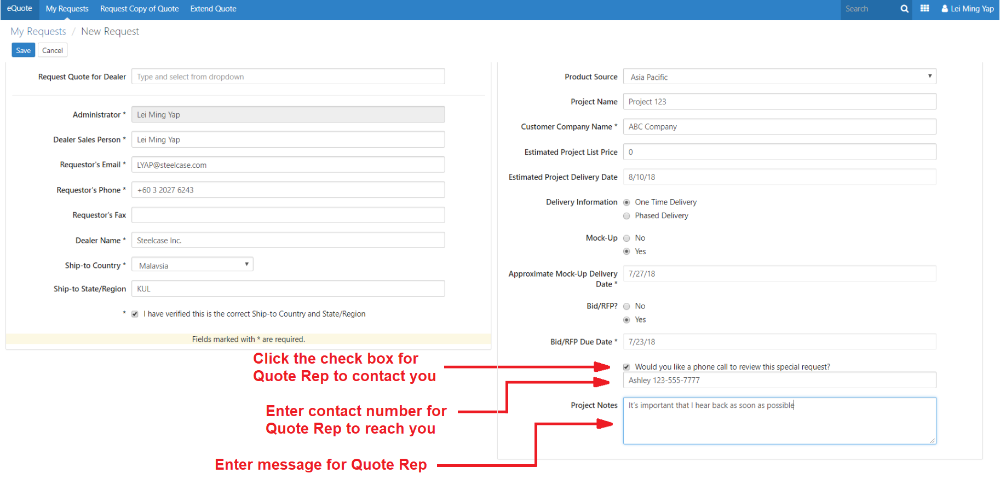 eQuote My Requests Request Copy of Quote Extend Quote Search Lei Ming Yap
My Requests / New Request
Save Cancel
Request Quote for Dealer Type and select from dropdown
Administrator * Lei Ming Yap
Dealer Sales Person * Lei Ming Yap
Requestor's Email * LYAP@steelcase.com
Requestor's Phone * +60 3 2027 6243
Requestor's Fax
Dealer Name * Steelcase Inc.
Ship-to Country * Malaysia
Ship-to State/Region KUL
* I have verified this is the correct Ship-to Country and State/Region
Fields marked with * are required.
Product Source Asia Pacific
Project Name Project 123
Customer Company Name * ABC Company
Estimated Project List Price 0
Estimated Project Delivery Date 8/10/18
Delivery Information One Time Delivery
Phased Delivery
Mock-Up No
Yes
Approximate Mock-Up Delivery
Date * 7/27/18
Bid/RFP? No
Yes
Bid/RFP Due Date * 7/23/18
Would you like a phone call to review this special request?
Ashley 123-555-7777
Project Notes It's important that I hear back as soon as possible
Click the check box for
Quote Rep to contact you
Enter contact number for
Quote Rep to reach you
Enter message for Quote Rep